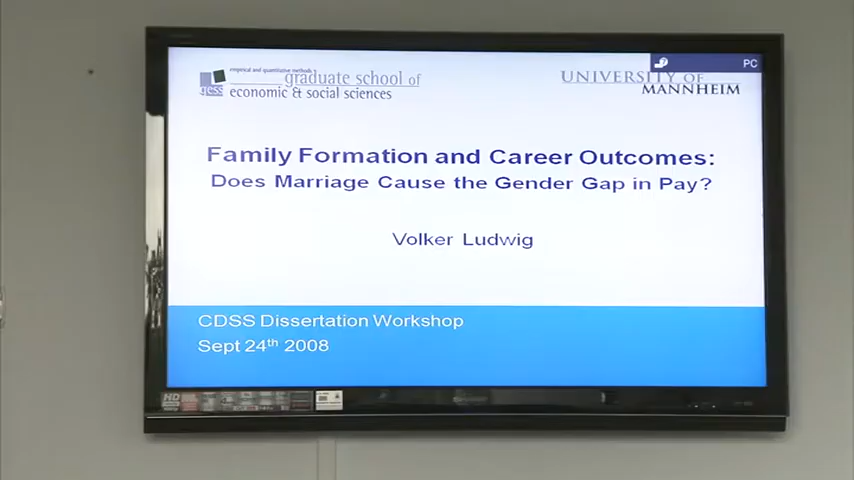 empirical and quantitative methods
graduate school of
gess
economic & social sciences
UNIVERSITY OF
MANNHEIM
PC
Family Formation and Career Outcomes:
Does Marriage Cause the Gender Gap in Pay?
Volker Ludwig
CDSS Dissertation Workshop
Sept 24th 2008
HD